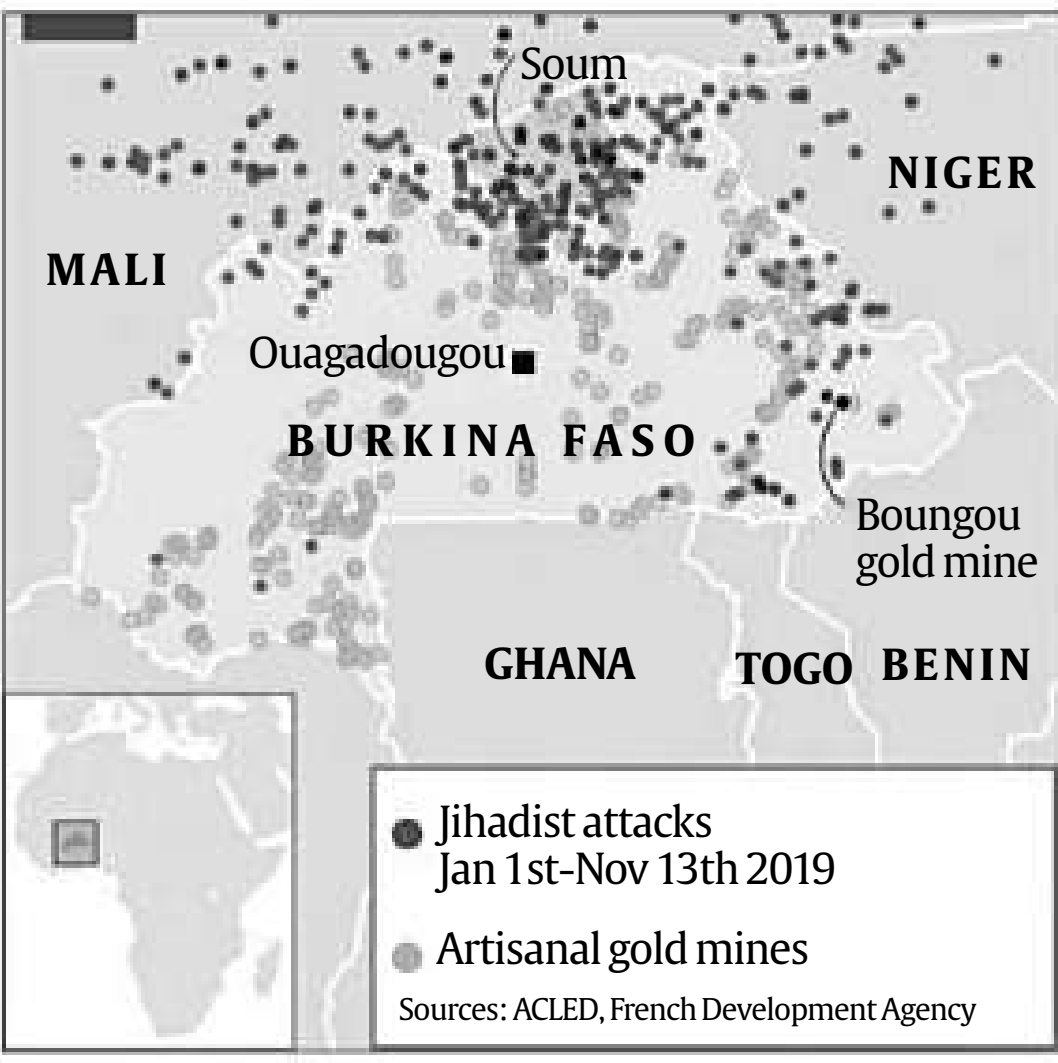 Soum
NIGER
MALI
Ouagadougou
BURKINA FASO
Boungou
gold mine
GHANA
TOGO
BENIN
Jihadist attacks
Jan 1st-Nov 13th 2019
Artisanal gold mines
Sources: ACLED, French Development Agency